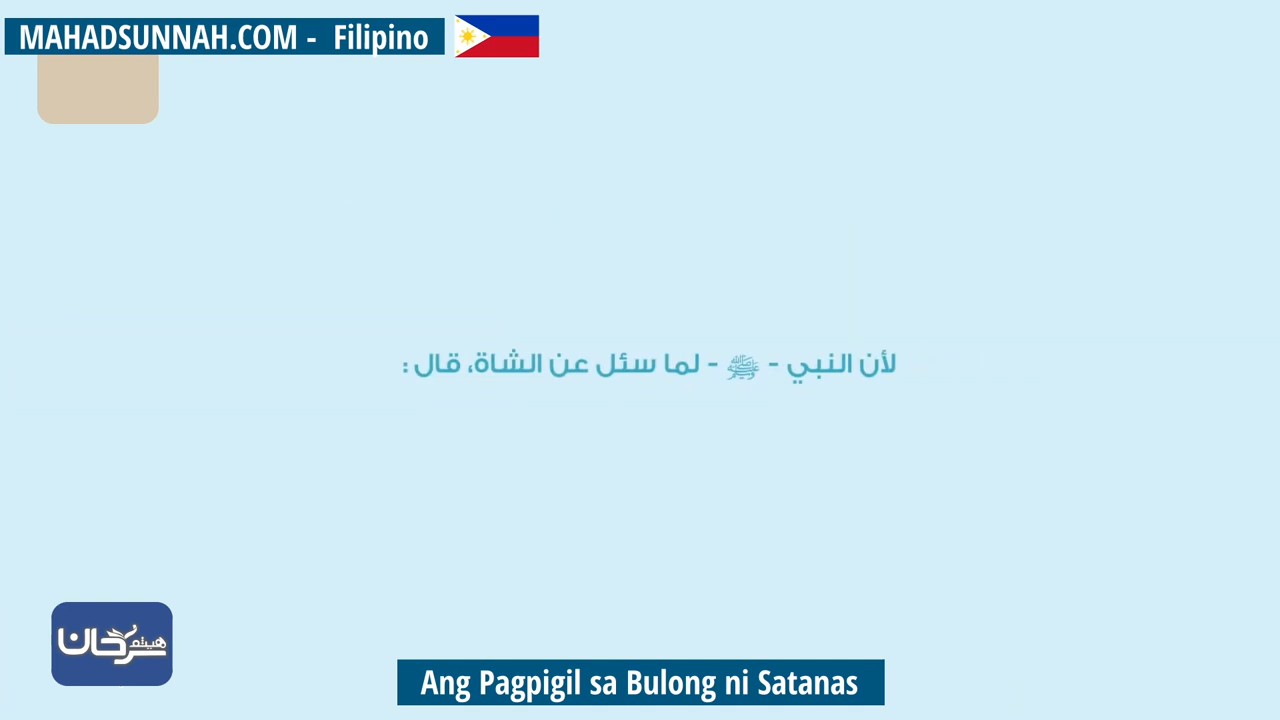 MAHADSUNNAH.COM - Filipino
لأن النبي - ﷺ - لما سئل عن الشاة، قال :
هيثم سرحان
Ang Pagpigil sa Bulong ni Satanas